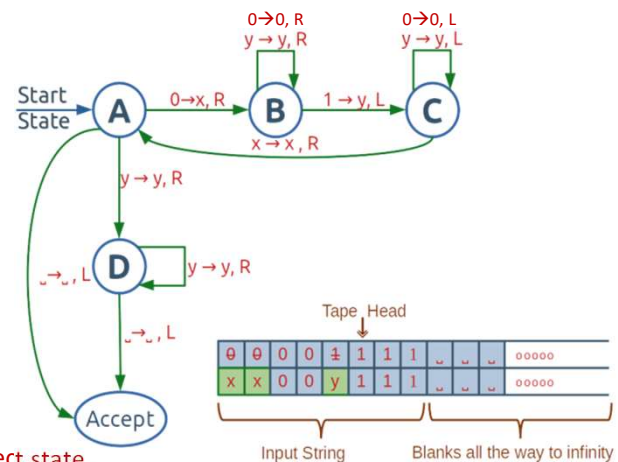 0→0, R
y→y, R
0→0, L
y→y, L
Start
State
A
0→x, R
B
1→y, L
C
x→x, R
y→y, R
D
y→y, R
␣→␣, L
␣→␣, L
Accept
Tape Head
0 0 0 0 1 1 1 1 ␣ ␣ ␣ ooooo
x x 0 0 y 1 1 1 ␣ ␣ ␣ ooooo
Input String
Blanks all the way to infinity
state